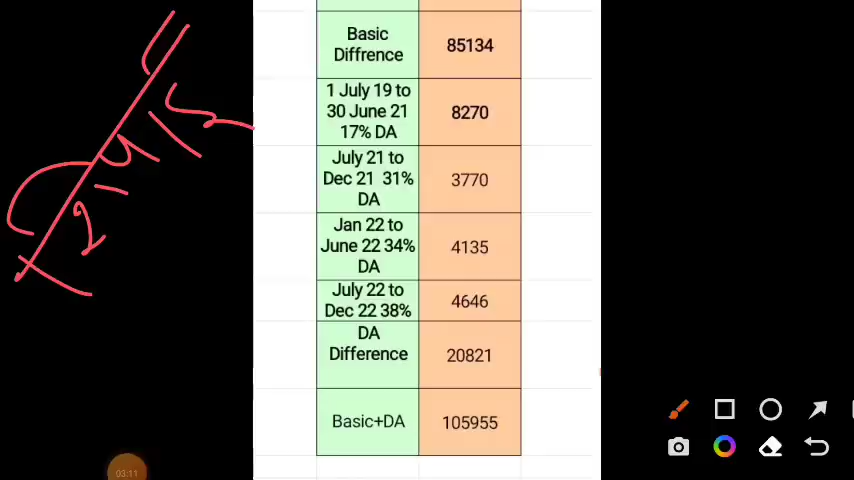 Basic
Diffrence
85134
1 July 19 to
30 June 21
17% DA
8270
July 21 to
Dec 21 31%
DA
3770
Jan 22 to
June 22 34%
DA
4135
July 22 to
Dec 22 38%
4646
DA
Difference
20821
Basic+DA
105955
03:11